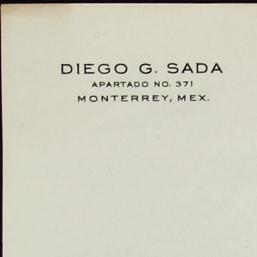 DIEGO G. SADA
APARTADO NO. 371
MONTERREY, MEX.